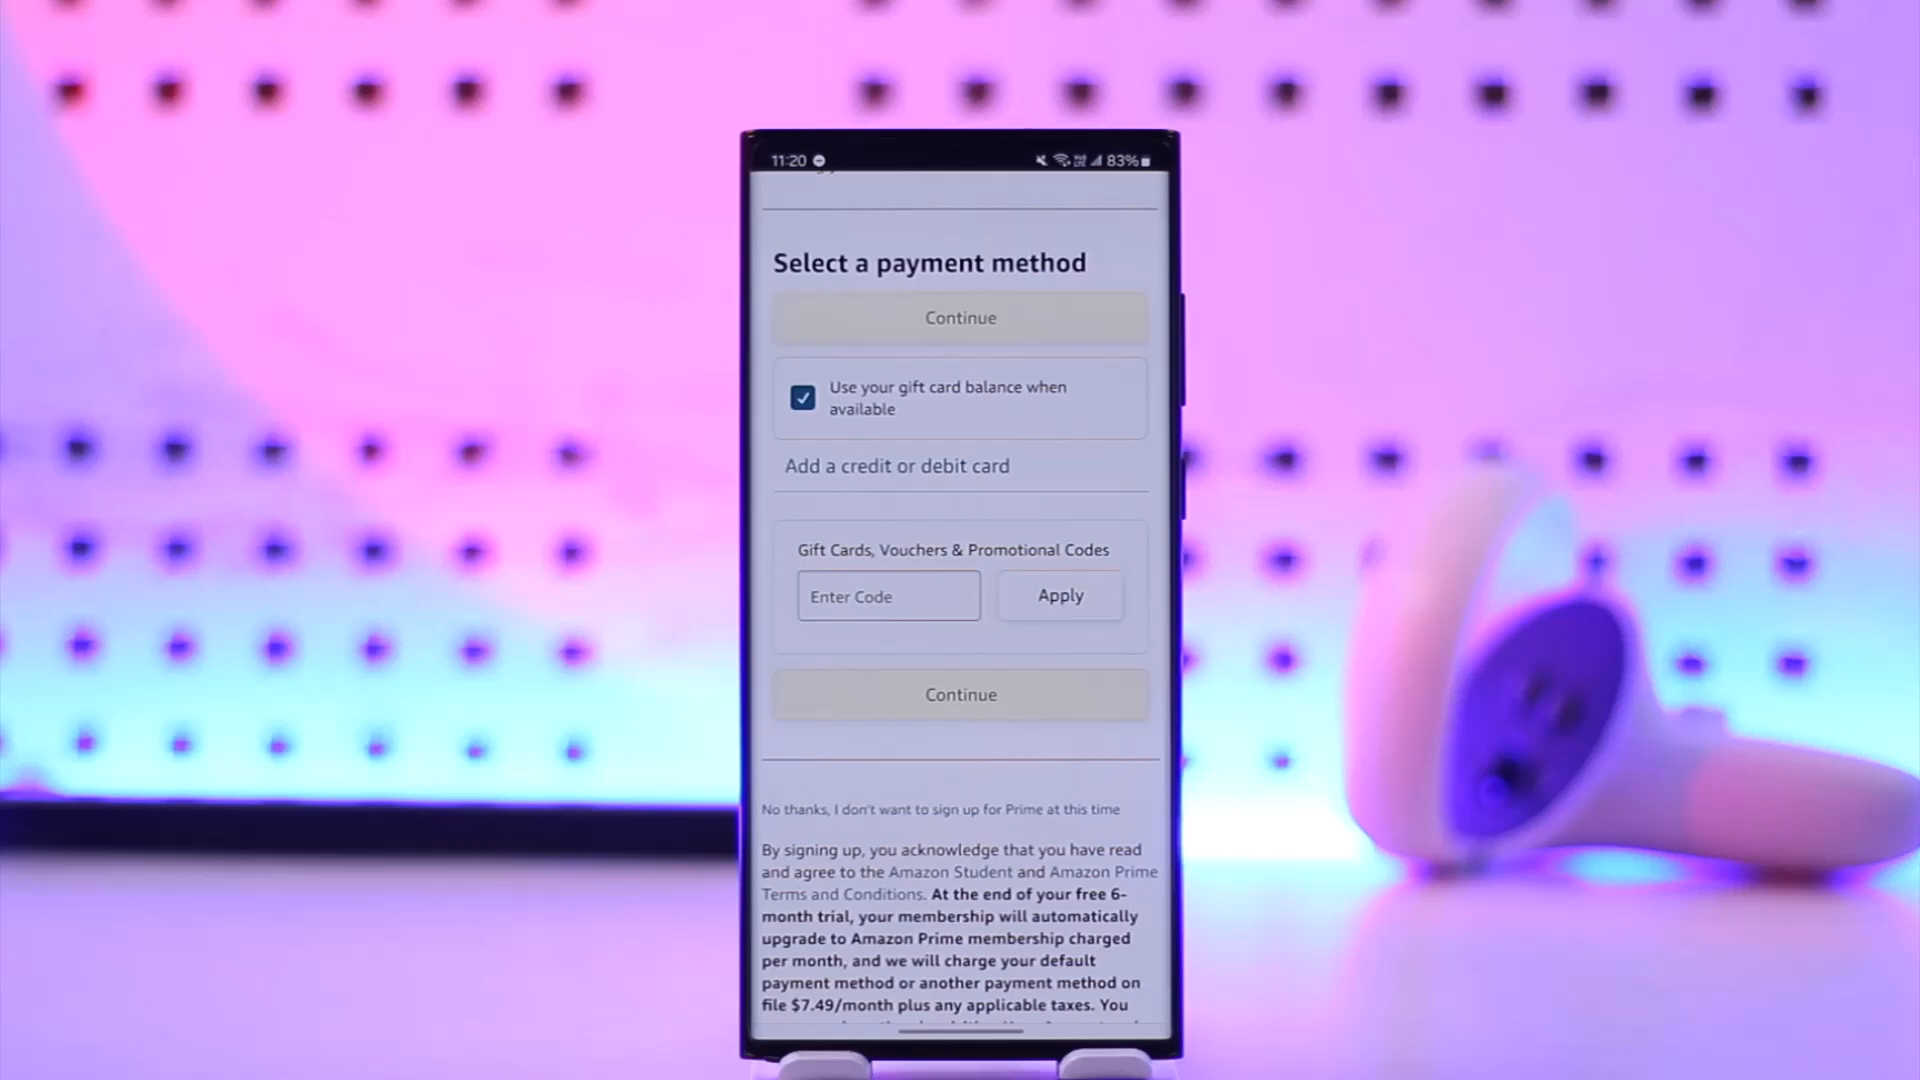 11:20
83%
Select a payment method
Continue
Use your gift card balance when
available
Add a credit or debit card
Gift Cards, Vouchers & Promotional Codes
Enter Code
Apply
Continue
No thanks, I don't want to sign up for Prime at this time
By signing up, you acknowledge that you have read
and agree to the Amazon Student and Amazon Prime
Terms and Conditions. At the end of your free 6-
month trial, your membership will automatically
upgrade to Amazon Prime membership charged
per month, and we will charge your default
payment method or another payment method on
file $7.49/month plus any applicable taxes. You